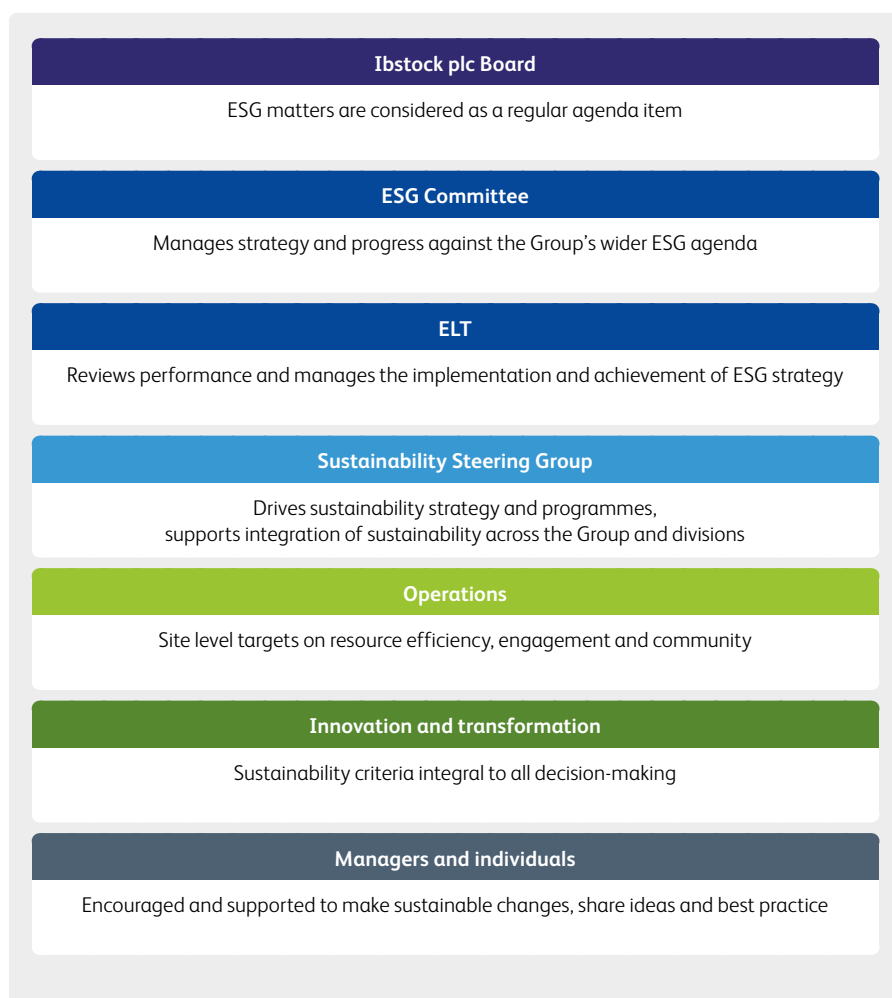 Ibstock plc Board
ESG matters are considered as a regular agenda item
ESG Committee
Manages strategy and progress against the Group’s wider ESG agenda
ELT
Reviews performance and manages the implementation and achievement of ESG strategy
Sustainability Steering Group
Drives sustainability strategy and programmes,
supports integration of sustainability across the Group and divisions
Operations
Site level targets on resource efficiency, engagement and community
Innovation and transformation
Sustainability criteria integral to all decision-making
Managers and individuals
Encouraged and supported to make sustainable changes, share ideas and best practice